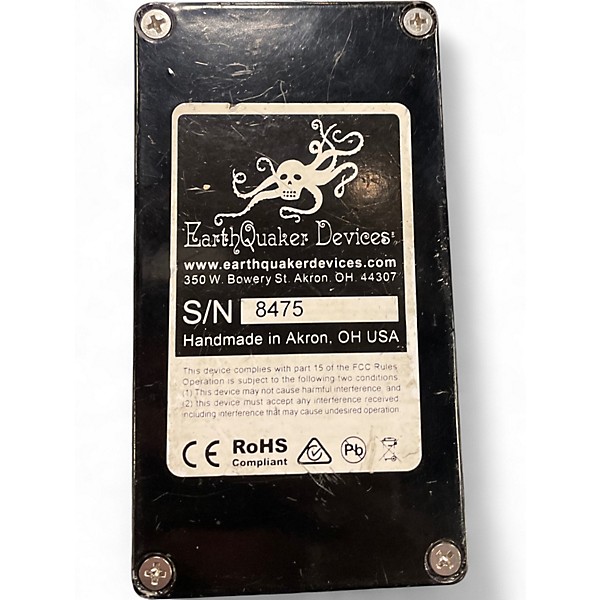 EarthQuaker Devices
www.earthquakerdevices.com
350 W. Bowery St. Akron, OH. 44307
S/N 8475
Handmade in Akron, OH USA
This device complies with part 15 of the FCC Rules
Operation is subject to the following two conditions
(1) This device may not cause harmful interference, and
(2) this device must accept any interference received
including interference that may cause undesired operation
CE RoHS Pb
Compliant